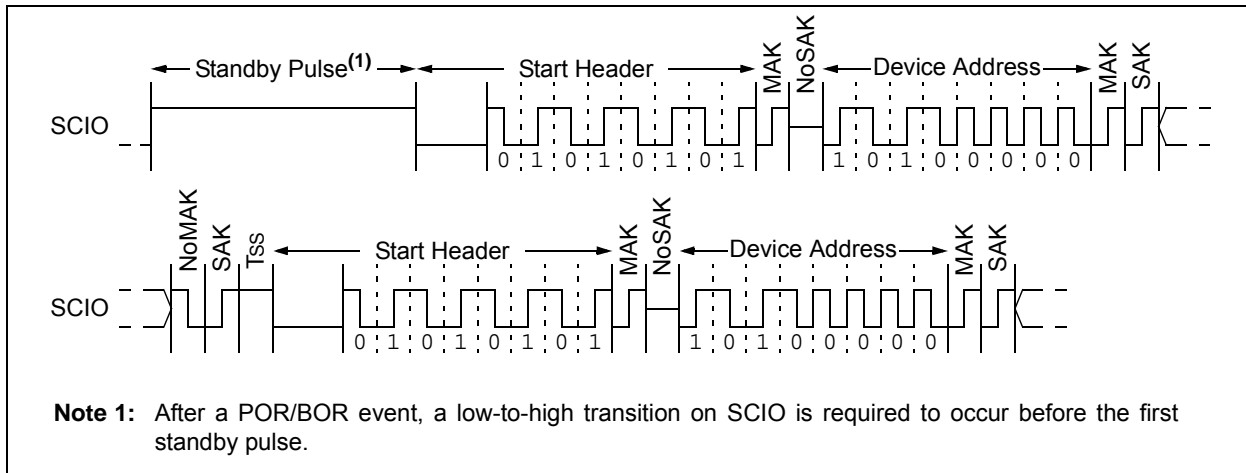 Standby Pulse(1) Start Header MAK NoSAK Device Address MAK SAK
SCIO
0 1 0 1 0 1 0 1 1 0 1 0 0 0 0 0
NoMAK SAK TSS Start Header MAK NoSAK Device Address MAK SAK
SCIO
0 1 0 1 0 1 0 1 1 0 1 0 0 0 0 0
Note 1: After a POR/BOR event, a low-to-high transition on SCIO is required to occur before the first
standby pulse.